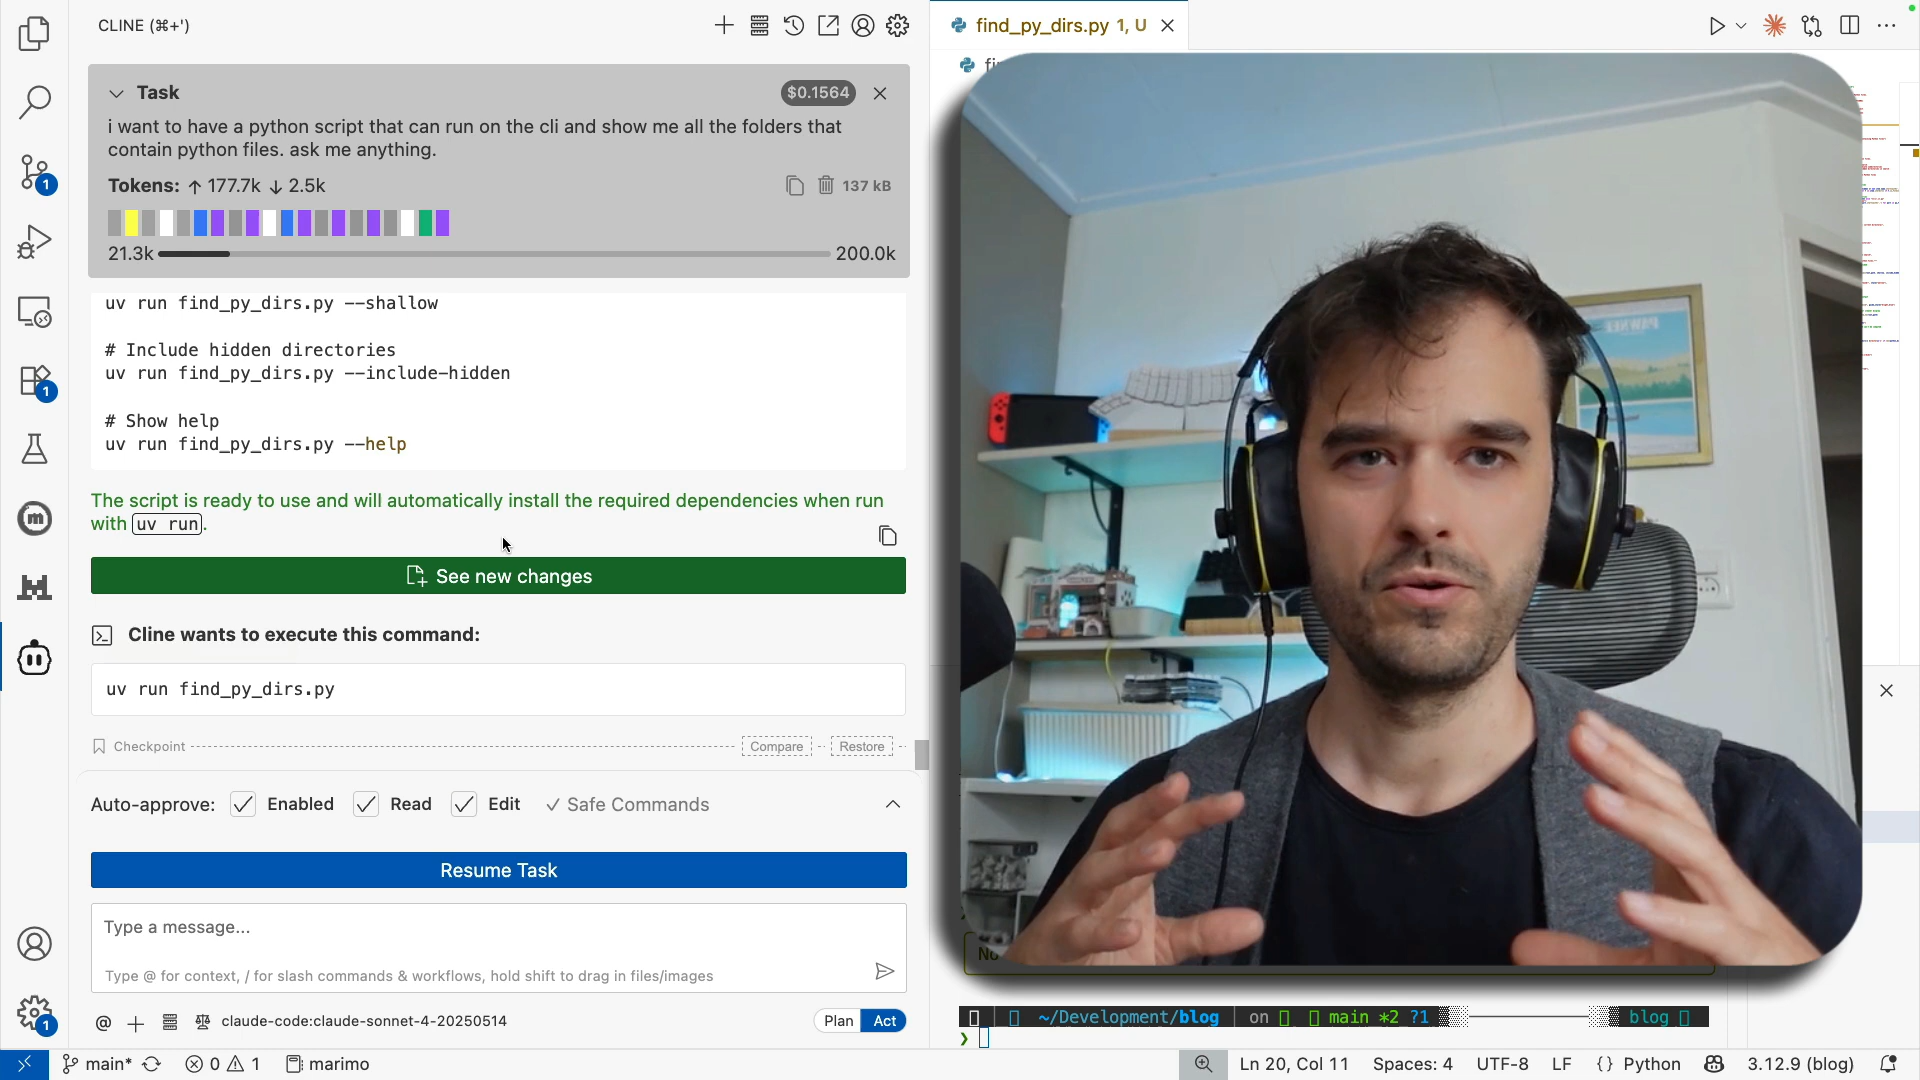 CLINE (⌘+')
find_py_dirs.py 1, U
Task
$0.1564
i want to have a python script that can run on the cli and show me all the folders that
contain python files. ask me anything.
Tokens: ↑ 177.7k ↓ 2.5k
137 kB
21.3k
200.0k
uv run find_py_dirs.py --shallow
# Include hidden directories
uv run find_py_dirs.py --include-hidden
# Show help
uv run find_py_dirs.py --help
The script is ready to use and will automatically install the required dependencies when run
with uv run.
See new changes
Cline wants to execute this command:
uv run find_py_dirs.py
Checkpoint
Compare
Restore
Auto-approve: Enabled Read Edit ✓ Safe Commands
Resume Task
Type a message...
Type @ for context, / for slash commands & workflows, hold shift to drag in files/images
@ + claude-code:claude-sonnet-4-20250514
Plan Act
1
1
1
PAWNEE
~/Development/blog on main *2 ?1
blog
❯
main* 0 1 marimo
Ln 20, Col 11 Spaces: 4 UTF-8 LF {} Python 3.12.9 (blog)